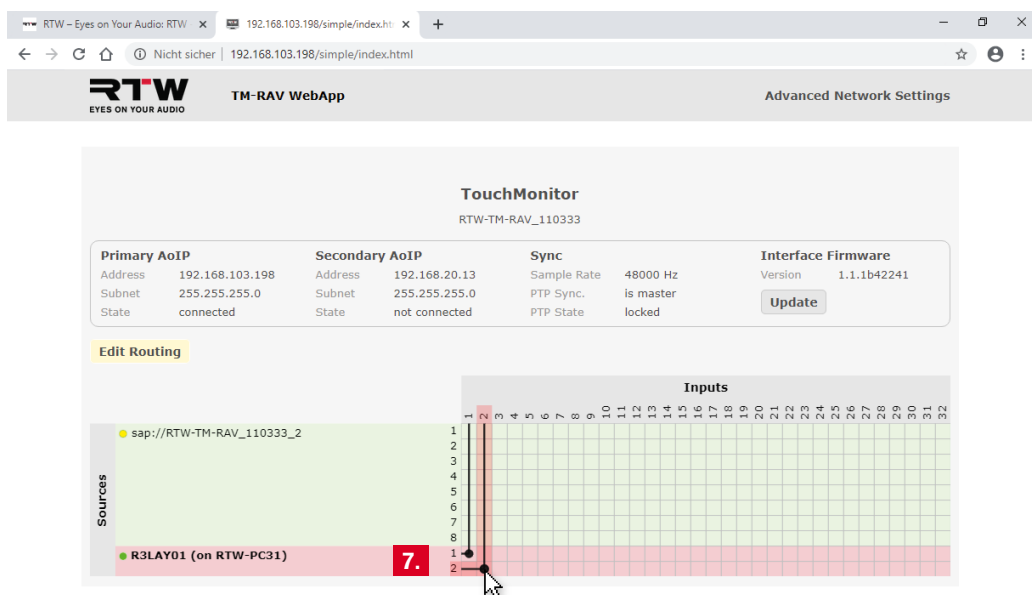 RTW – Eyes on Your Audio: RTW
192.168.103.198/simple/index.ht
Nicht sicher | 192.168.103.198/simple/index.html
RTW
EYES ON YOUR AUDIO
TM-RAV WebApp
Advanced Network Settings
TouchMonitor
RTW-TM-RAV_110333
Primary AoIP Secondary AoIP Sync Interface Firmware
Address 192.168.103.198 Address 192.168.20.13 Sample Rate 48000 Hz Version 1.1.1b42241
Subnet 255.255.255.0 Subnet 255.255.255.0 PTP Sync. is master Update
State connected State not connected PTP State locked
Edit Routing
Inputs
1 2 3 4 5 6 7 8 9 10 11 12 13 14 15 16 17 18 19 20 21 22 23 24 25 26 27 28 29 30 31 32
Sources
sap://RTW-TM-RAV_110333_2 1
2
3
4
5
6
7
8
R3LAY01 (on RTW-PC31) 7. 1
2